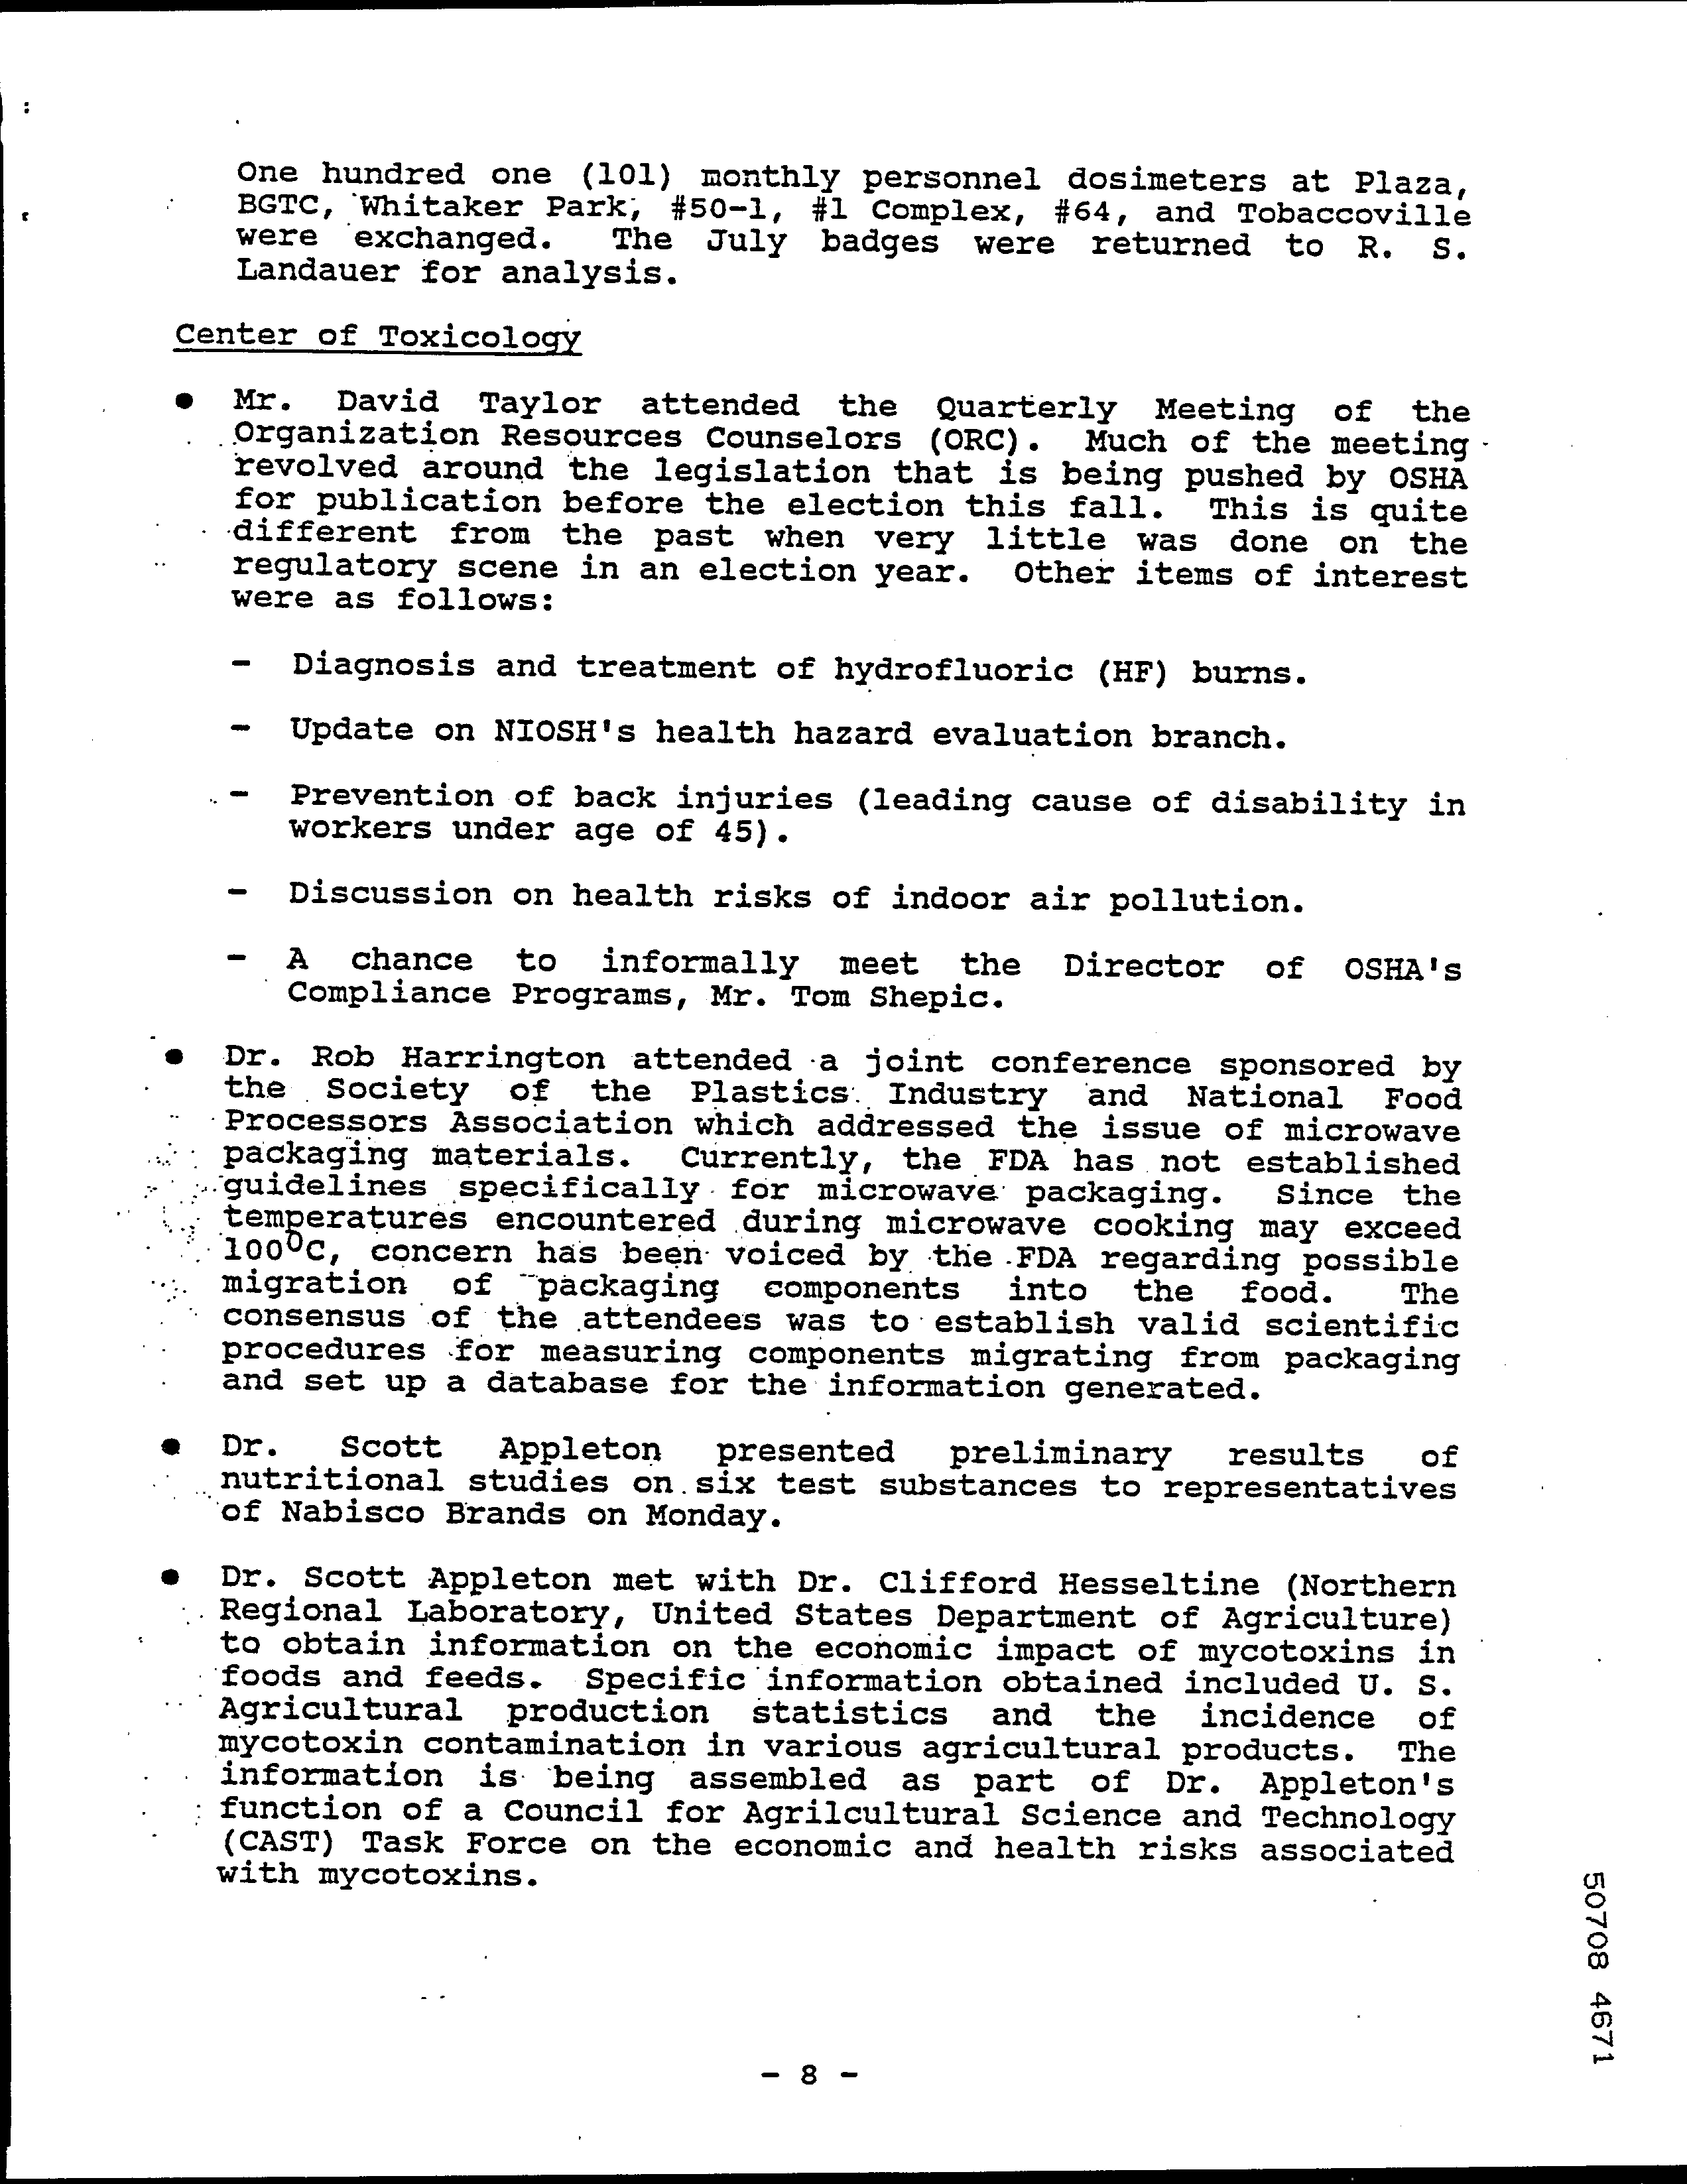 One hundred one (101) monthly personnel dosimeters at Plaza,
BGTC, Whitaker Park, #50-1, #1 Complex, #64, and Tobaccoville
were exchanged. The July badges were returned to R. S.
Landauer for analysis.
Center of Toxicology
● Mr. David Taylor attended the Quarterly Meeting of the
Organization Resources Counselors (ORC). Much of the meeting
revolved around the legislation that is being pushed by OSHA
for publication before the election this fall. This is quite
different from the past when very little was done on the
regulatory scene in an election year. Other items of interest
were as follows:
- Diagnosis and treatment of hydrofluoric (HF) burns.
- Update on NIOSH's health hazard evaluation branch.
- Prevention of back injuries (leading cause of disability in
workers under age of 45).
- Discussion on health risks of indoor air pollution.
- A chance to informally meet the Director of OSHA's
Compliance Programs, Mr. Tom Shepic.
● Dr. Rob Harrington attended a joint conference sponsored by
the Society of the Plastics Industry and National Food
Processors Association which addressed the issue of microwave
packaging materials. Currently, the FDA has not established
guidelines specifically for microwave packaging. Since the
temperatures encountered during microwave cooking may exceed
100⁰C, concern has been voiced by the FDA regarding possible
migration of packaging components into the food. The
consensus of the attendees was to establish valid scientific
procedures for measuring components migrating from packaging
and set up a database for the information generated.
● Dr. Scott Appleton presented preliminary results of
nutritional studies on six test substances to representatives
of Nabisco Brands on Monday.
● Dr. Scott Appleton met with Dr. Clifford Hesseltine (Northern
Regional Laboratory, United States Department of Agriculture)
to obtain information on the economic impact of mycotoxins in
foods and feeds. Specific information obtained included U. S.
Agricultural production statistics and the incidence of
mycotoxin contamination in various agricultural products. The
information is being assembled as part of Dr. Appleton's
function of a Council for Agrilcultural Science and Technology
(CAST) Task Force on the economic and health risks associated
with mycotoxins.
50708 4671
- 8 -